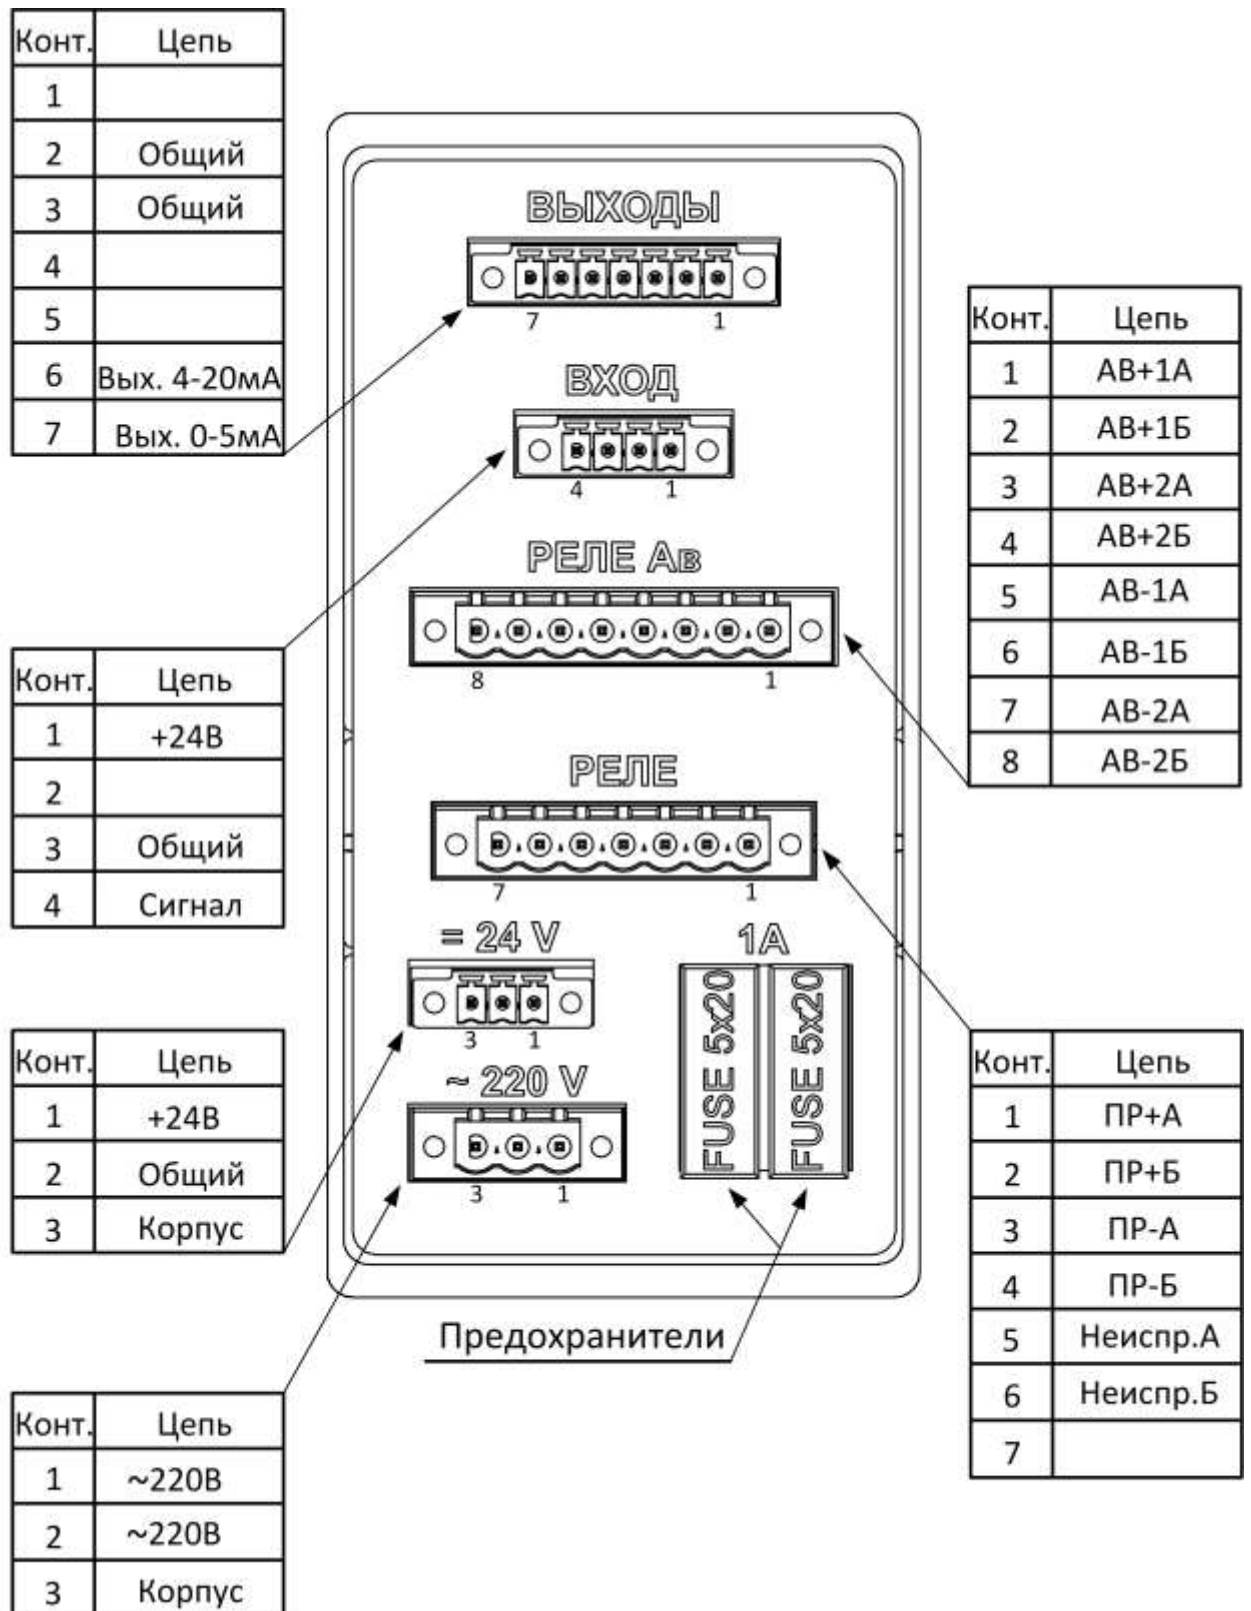 Конт. Цепь
1
2 Общий
3 Общий
4
5
6 Вых. 4-20мА
7 Вых. 0-5мА
Конт. Цепь
1 +24В
2
3 Общий
4 Сигнал
Конт. Цепь
1 +24В
2 Общий
3 Корпус
Конт. Цепь
1 ~220В
2 ~220В
3 Корпус
ВЫХОДЫ
7 1
ВХОД
4 1
РЕЛЕ Ав
8 1
РЕЛЕ
7 1
= 24 V
3 1
~ 220 V
3 1
1А
FUSE 5x20
FUSE 5x20
Предохранители
Конт. Цепь
1 АВ+1А
2 АВ+1Б
3 АВ+2А
4 АВ+2Б
5 АВ-1А
6 АВ-1Б
7 АВ-2А
8 АВ-2Б
Конт. Цепь
1 ПР+А
2 ПР+Б
3 ПР-А
4 ПР-Б
5 Неиспр.А
6 Неиспр.Б
7